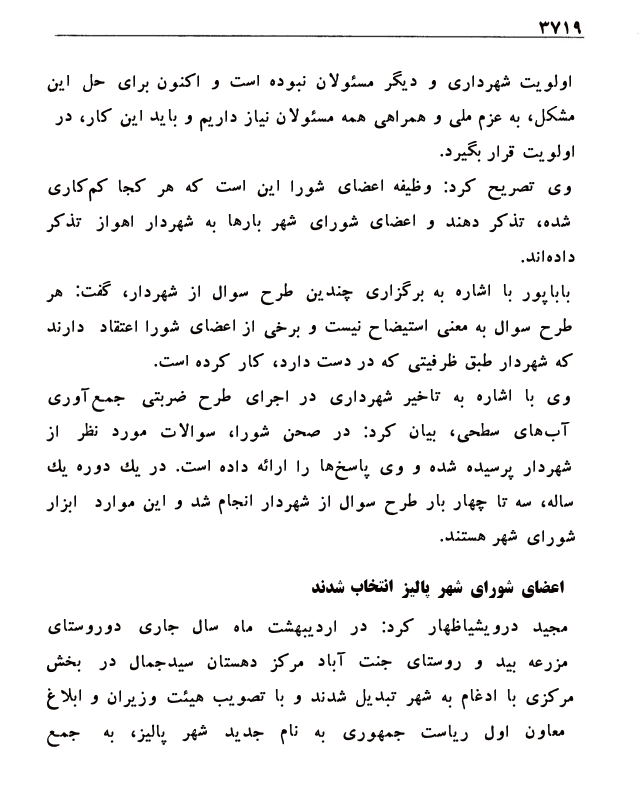 ۳۷۱۹
اولویت شهرداری و دیگر مسئولان نبوده است و اکنون برای حل این
مشکل، به عزم ملی و همراهی همه مسئولان نیاز داریم و باید این کار، در
اولویت قرار بگیرد.
وی تصریح کرد: وظیفه اعضای شورا این است که هر کجا کم‌کاری
شده، تذکر دهند و اعضای شورای شهر بارها به شهردار اهواز تذکر
داده‌اند.
باباپور با اشاره به برگزاری چندین طرح سوال از شهردار، گفت: هر
طرح سوال به معنی استیضاح نیست و برخی از اعضای شورا اعتقاد دارند
که شهردار طبق ظرفیتی که در دست دارد، کار کرده است.
وی با اشاره به تاخیر شهرداری در اجرای طرح ضربتی جمع‌آوری
آب‌های سطحی، بیان کرد: در صحن شورا، سوالات مورد نظر از
شهردار پرسیده شده و وی پاسخ‌ها را ارائه داده است. در یك دوره یك
ساله، سه تا چهار بار طرح سوال از شهردار انجام شد و این موارد ابزار
شورای شهر هستند.
اعضای شورای شهر پالیز انتخاب شدند
مجید درویشیاظهار کرد: در اردیبهشت ماه سال جاری دوروستای
مزرعه بید و روستای جنت آباد مرکز دهستان سیدجمال در بخش
مرکزی با ادغام به شهر تبدیل شدند و با تصویب هیئت وزیران و ابلاغ
معاون اول ریاست جمهوری به نام جدید شهر پالیز، به جمع